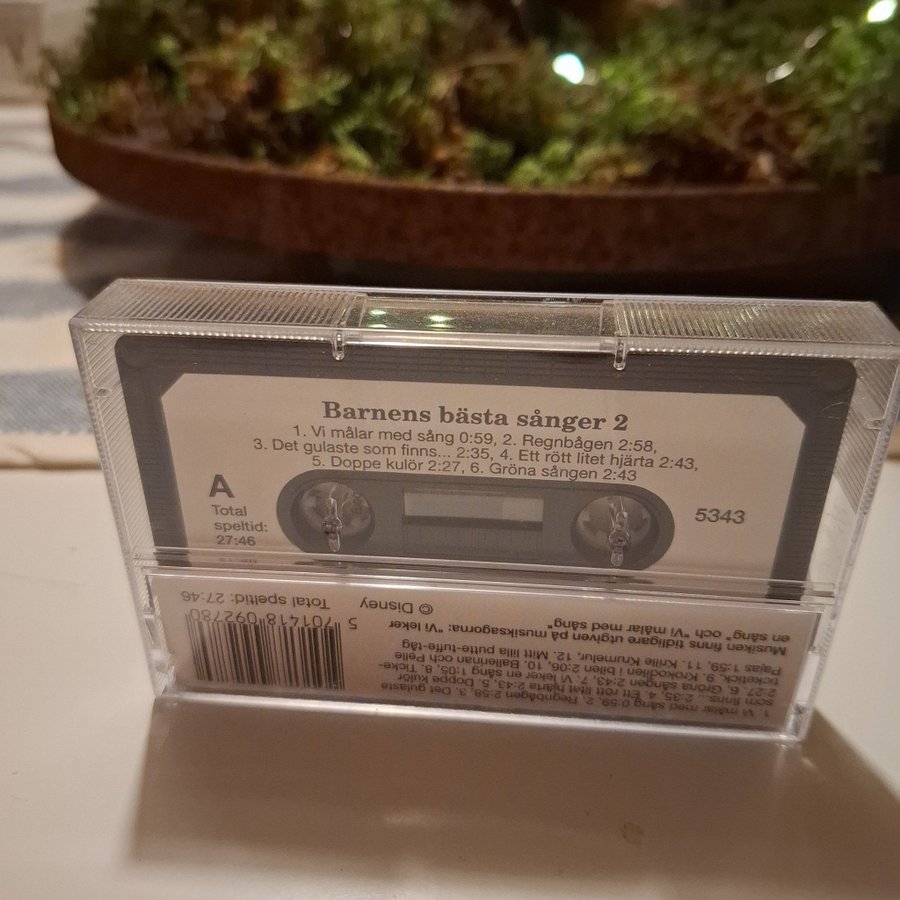 Barnens bästa sånger 2
1. Vi målar med sång 0:59, 2. Regnbågen 2:58,
3. Det gulaste som finns... 2:35, 4. Ett rött litet hjärta 2:43,
5. Doppe kulör 2:27, 6. Gröna sången 2:43
A
Total
speltid:
27:46
5343
1. Vi målar med sång 0:59, 2. Regnbågen 2:58, 3. Det gulaste
som finns... 2:35, 4. Ett rött litet hjärta 2:43, 5. Doppe kulör
2:27, 6. Gröna sången 2:43, 7. Vi leker en sång 1:05, 8. Ticke-
ticketick, 9. Krokodilen i bilen 2:06, 10. Ballerinan och Pelle
Pajas 1:59, 11. Krille Krumelur, 12. Mitt lilla putte-tuffe-tåg
Musiken finns tidligare utgiven på musiksagorna: "Vi leker
en sång" och "Vi målar med sång"
© Disney
Total speltid: 27:46
5 701418 092780